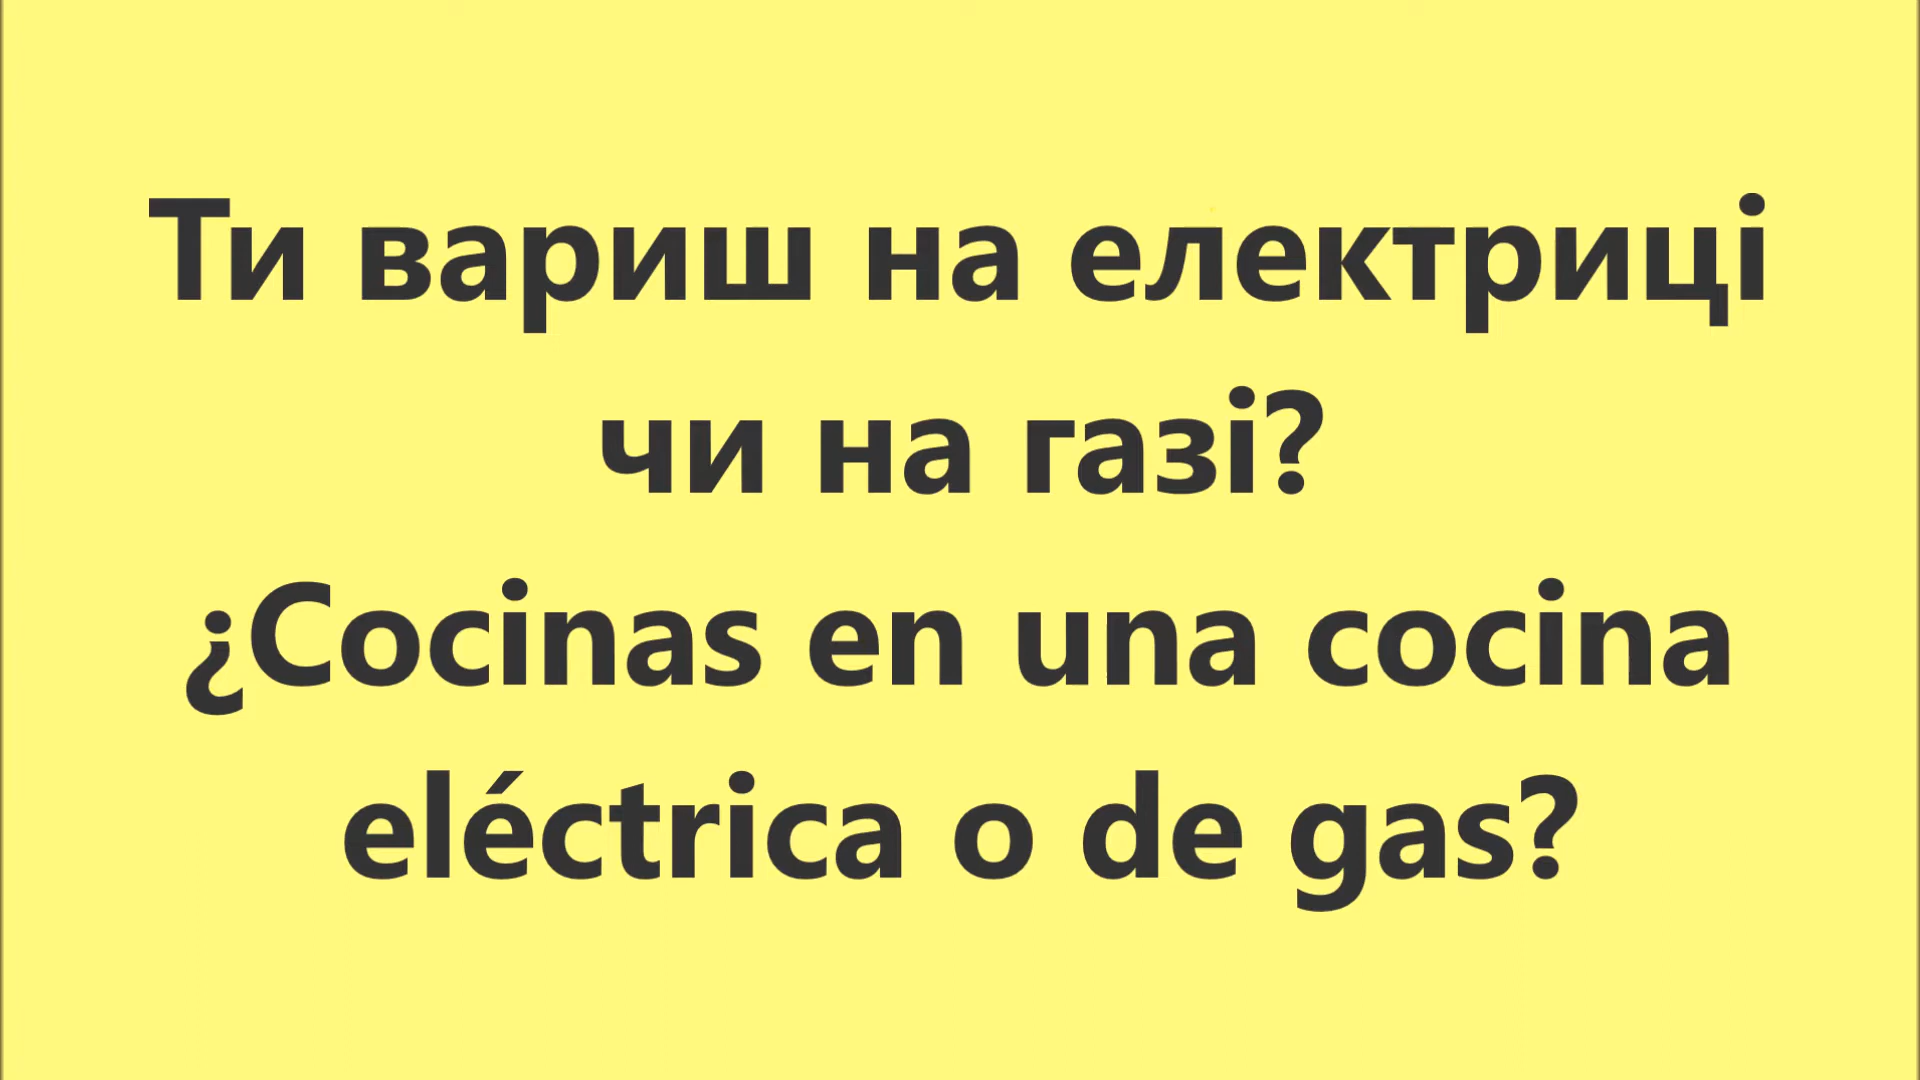 Ти вариш на електриці
чи на газі?
¿Cocinas en una cocina
eléctrica o de gas?